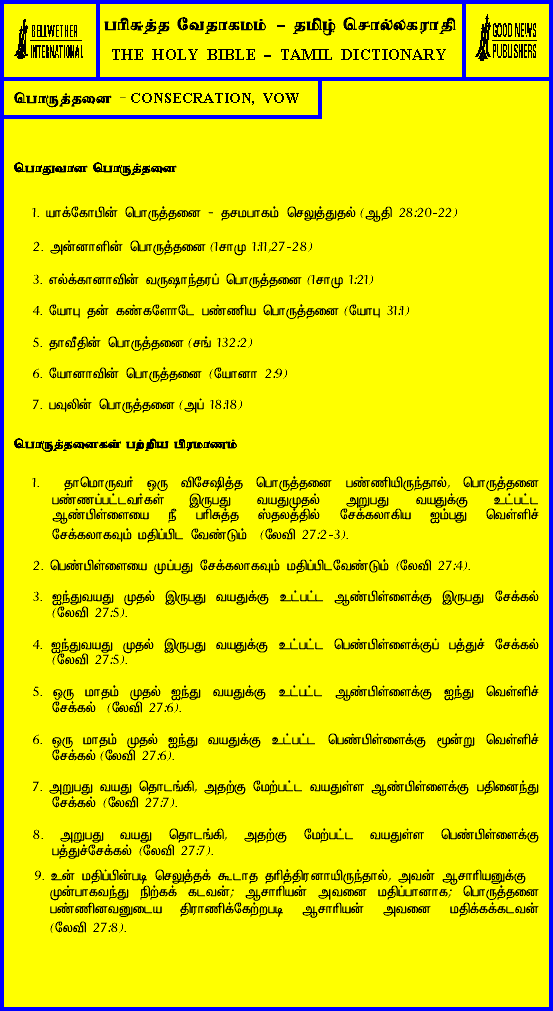 BELLWETHER
INTERNATIONAL
பரிசுத்த வேதாகமம் – தமிழ் சொல்லகராதி
THE HOLY BIBLE – TAMIL DICTIONARY
GOOD NEWS
PUBLISHERS
பொருத்தனை – CONSECRATION, VOW
பொதுவான பொருத்தனை
1. யாக்கோபின் பொருத்தனை – தசமபாகம் செலுத்துதல் (ஆதி 28:20-22)
2. அன்னாளின் பொருத்தனை (1சாமு 1:11,27-28)
3. எல்க்கானாவின் வருஷாந்தரப் பொருத்தனை (1சாமு 1:21)
4. யோபு தன் கண்களோடே பண்ணிய பொருத்தனை (யோபு 31:1)
5. தாவீதின் பொருத்தனை (சங் 132:2)
6. யோனாவின் பொருத்தனை (யோனா 2:9)
7. பவுலின் பொருத்தனை (அப் 18:18)
பொருத்தனைகள் பற்றிய பிரமாணம்
1. தாமொருவர் ஒரு விசேஷித்த பொருத்தனை பண்ணியிருந்தால், பொருத்தனை
பண்ணப்பட்டவர்கள் இருபது வயதுமுதல் அறுபது வயதுக்கு உட்பட்ட
ஆண்பிள்ளையை நீ பரிசுத்த ஸ்தலத்தில் சேக்கலாகிய ஐம்பது வெள்ளிச்
சேக்கலாகவும் மதிப்பிட வேண்டும் (லேவி 27:2-3).
2. பெண்பிள்ளையை முப்பது சேக்கலாகவும் மதிப்பிடவேண்டும் (லேவி 27:4).
3. ஐந்துவயது முதல் இருபது வயதுக்கு உட்பட்ட ஆண்பிள்ளைக்கு இருபது சேக்கல்
(லேவி 27:5).
4. ஐந்துவயது முதல் இருபது வயதுக்கு உட்பட்ட பெண்பிள்ளைக்குப் பத்துச் சேக்கல்
(லேவி 27:5).
5. ஒரு மாதம் முதல் ஐந்து வயதுக்கு உட்பட்ட ஆண்பிள்ளைக்கு ஐந்து வெள்ளிச்
சேக்கல் (லேவி 27:6).
6. ஒரு மாதம் முதல் ஐந்து வயதுக்கு உட்பட்ட பெண்பிள்ளைக்கு மூன்று வெள்ளிச்
சேக்கல் (லேவி 27:6).
7. அறுபது வயது தொடங்கி, அதற்கு மேற்பட்ட வயதுள்ள ஆண்பிள்ளைக்கு பதினைந்து
சேக்கல் (லேவி 27:7).
8. அறுபது வயது தொடங்கி, அதற்கு மேற்பட்ட வயதுள்ள பெண்பிள்ளைக்கு
பத்துச்சேக்கல் (லேவி 27:7).
9. உன் மதிப்பின்படி செலுத்தக் கூடாத தரித்திரனாயிருந்தால், அவன் ஆசாரியனுக்கு
முன்பாகவந்து நிற்கக் கடவன்; ஆசாரியன் அவனை மதிப்பானாக; பொருத்தனை
பண்ணினவனுடைய திராணிக்கேற்றபடி ஆசாரியன் அவனை மதிக்கக்கடவன்
(லேவி 27:8).